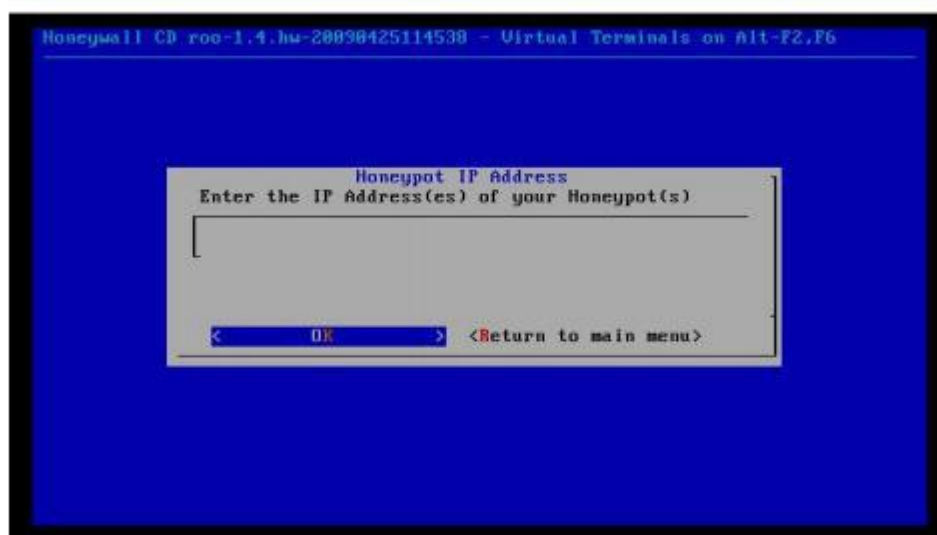 Honeywall CD roo-1.4.hw-20090425114538 - Virtual Terminals on Alt-F2,F6
Honeypot IP Address
Enter the IP Address(es) of your Honeypot(s)
< OK > <Return to main menu>